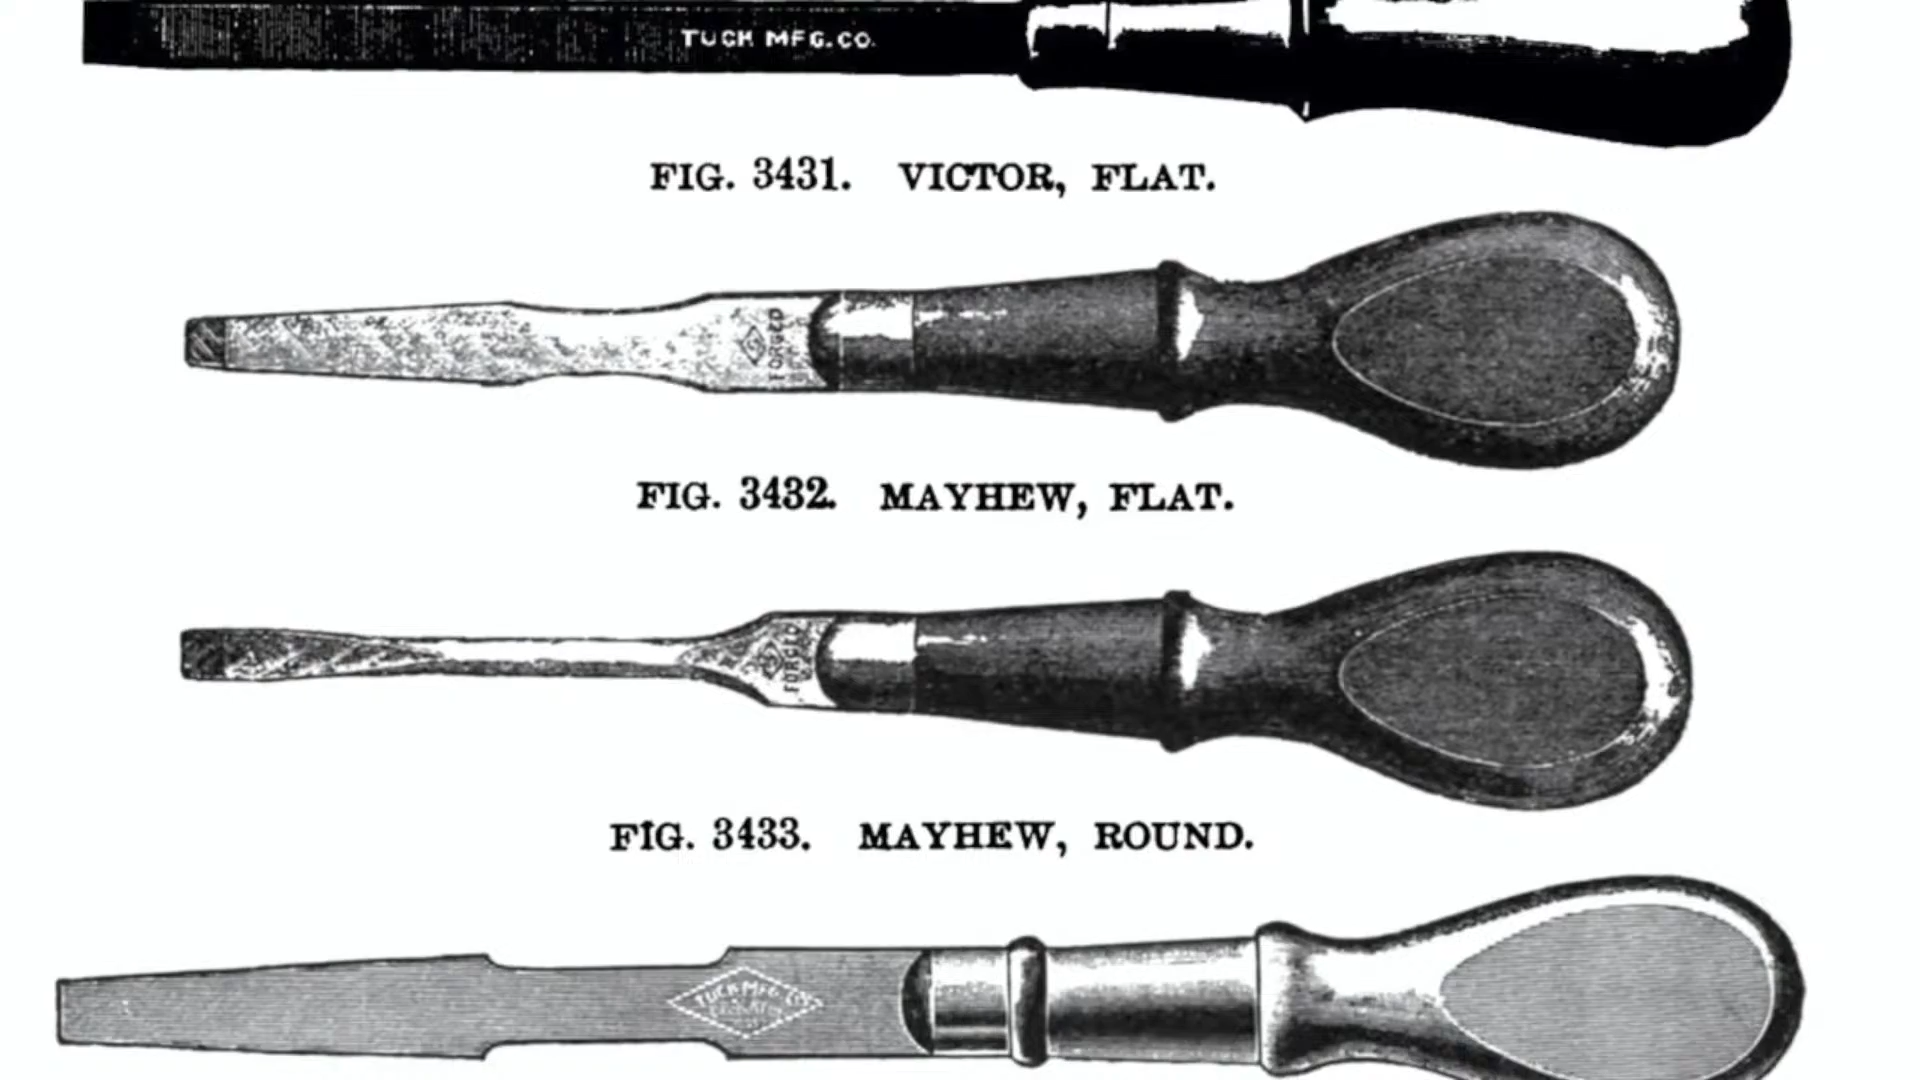 TUCK MFG.CO.
FIG. 3431. VICTOR, FLAT.
FORGED
FIG. 3432. MAYHEW, FLAT.
FORGED
FIG. 3433. MAYHEW, ROUND.
TUCK MFG. CO.